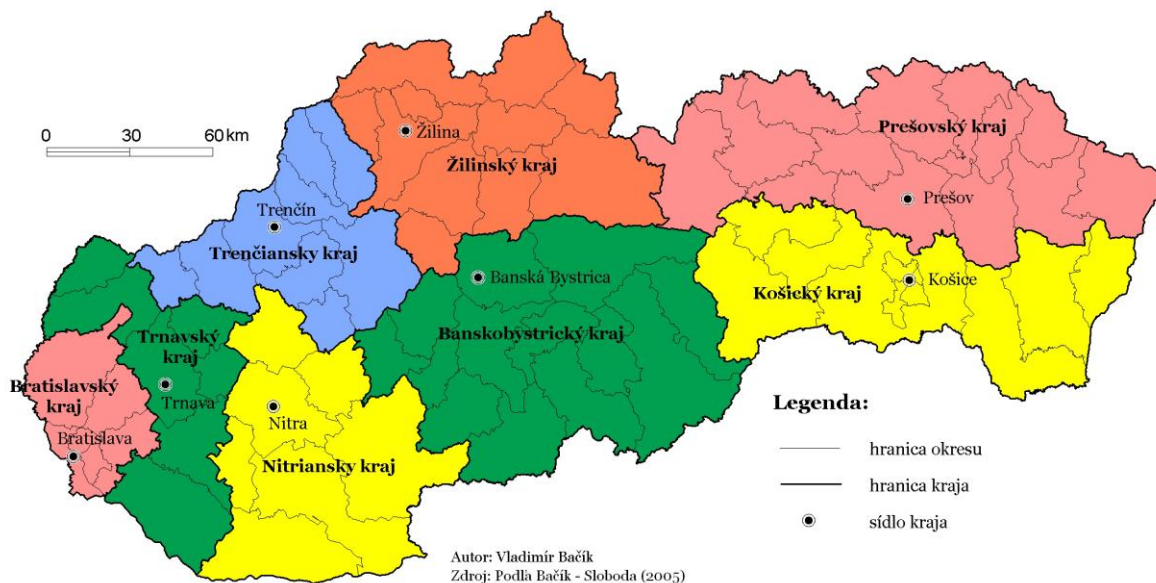 0 30 60 km
Žilina
Žilinský kraj
Prešovský kraj
Prešov
Trenčín
Trenčiansky kraj
Banská Bystrica
Banskobystrický kraj
Košický kraj
Košice
Trnavský
kraj
Trnava
Bratislavský
kraj
Bratislava
Nitra
Nitriansky kraj
Legenda:
hranica okresu
hranica kraja
sídlo kraja
Autor: Vladimír Bačík
Zdroj: Podľa Bačík - Sloboda (2005)